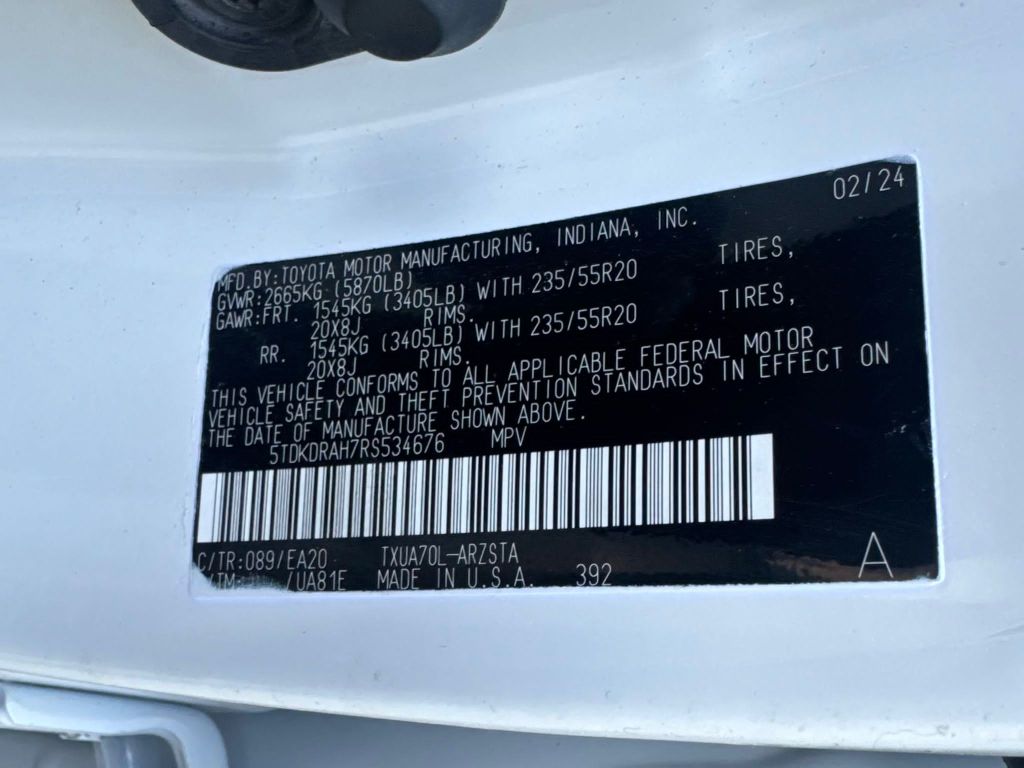 02/24
MFD.BY:TOYOTA MOTOR MANUFACTURING, INDIANA, INC.
GVWR:2665KG (5870LB)
GAWR:FRT. 1545KG (3405LB) WITH 235/55R20 TIRES,
20X8J RIMS.
RR. 1545KG (3405LB) WITH 235/55R20 TIRES,
20X8J RIMS.
THIS VEHICLE CONFORMS TO ALL APPLICABLE FEDERAL MOTOR
VEHICLE SAFETY AND THEFT PREVENTION STANDARDS IN EFFECT ON
THE DATE OF MANUFACTURE SHOWN ABOVE.
5TDKDRAH7RS534676 MPV
C/TR:089/EA20 TXUA70L-ARZSTA
/TM: /UA81E MADE IN U.S.A. 392
A